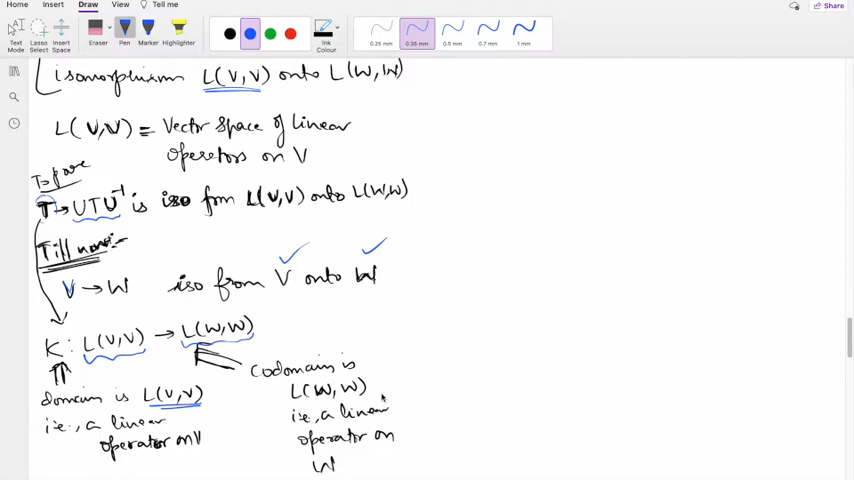 Home Insert Draw View Tell me Share
Text Mode
Lasso Select
Insert Space
Eraser
Pen
Marker
Highlighter
Ink Colour
0.25 mm
0.35 mm
0.5 mm
0.7 mm
1 mm
isomorphism L(V,V) onto L(W,W)
L(V,V) = Vector space of linear
operators on V
To prove
T → UTU⁻¹ is iso from L(V,V) onto L(W,W)
Till now:-
V → W iso from V onto W
K : L(V,V) → L(W,W)
domain is L(V,V)
i.e., a linear
operator on V
Codomain is
L(W,W)
i.e., a linear
operator on
W